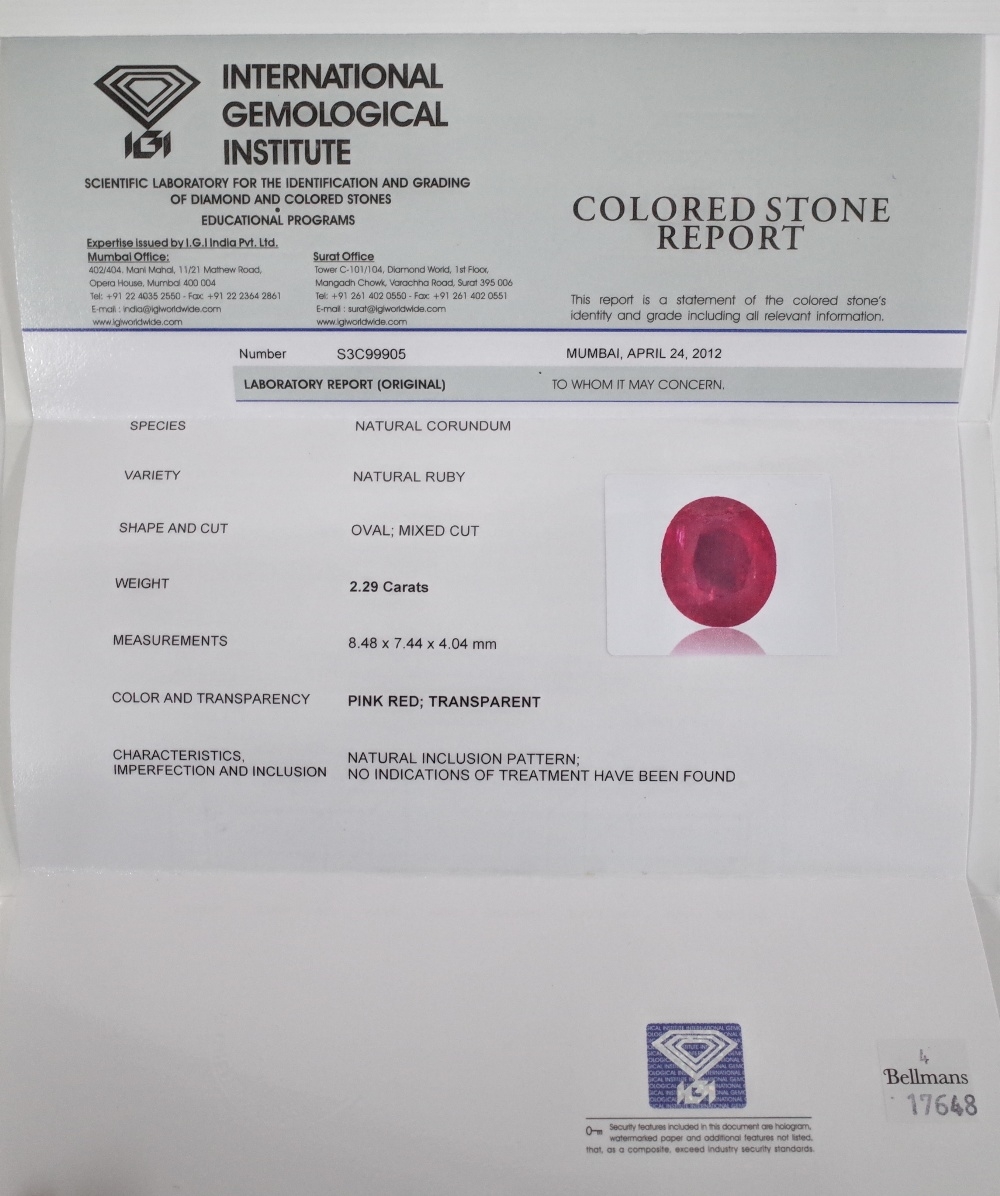 INTERNATIONAL
GEMOLOGICAL
INSTITUTE
IGI
SCIENTIFIC LABORATORY FOR THE IDENTIFICATION AND GRADING
OF DIAMOND AND COLORED STONES
EDUCATIONAL PROGRAMS
Expertise issued by I.G.I India Pvt. Ltd.
Mumbai Office:
402/404, Mani Mahal, 11/21 Mathew Road,
Opera House, Mumbai 400 004
Tel: +91 22 4035 2550 - Fax: +91 22 2364 2861
E-mail : india@igiworldwide.com
www.igiworldwide.com
Surat Office
Tower C-101/104, Diamond World, 1st Floor,
Mangadh Chowk, Varachha Road, Surat 395 006
Tel: +91 261 402 0550 - Fax: +91 261 402 0551
E-mail : surat@igiworldwide.com
www.igiworldwide.com
COLORED STONE
REPORT
This report is a statement of the colored stone's
identity and grade including all relevant information.
Number S3C99905 MUMBAI, APRIL 24, 2012
LABORATORY REPORT (ORIGINAL) TO WHOM IT MAY CONCERN.
SPECIES NATURAL CORUNDUM
VARIETY NATURAL RUBY
SHAPE AND CUT OVAL; MIXED CUT
WEIGHT 2.29 Carats
MEASUREMENTS 8.48 x 7.44 x 4.04 mm
COLOR AND TRANSPARENCY PINK RED; TRANSPARENT
CHARACTERISTICS, NATURAL INCLUSION PATTERN;
IMPERFECTION AND INCLUSION NO INDICATIONS OF TREATMENT HAVE BEEN FOUND
IGI
4
Bellmans
17648
Security features included in this document are hologram,
watermarked paper and additional features not listed,
that, as a composite, exceed industry security standards.